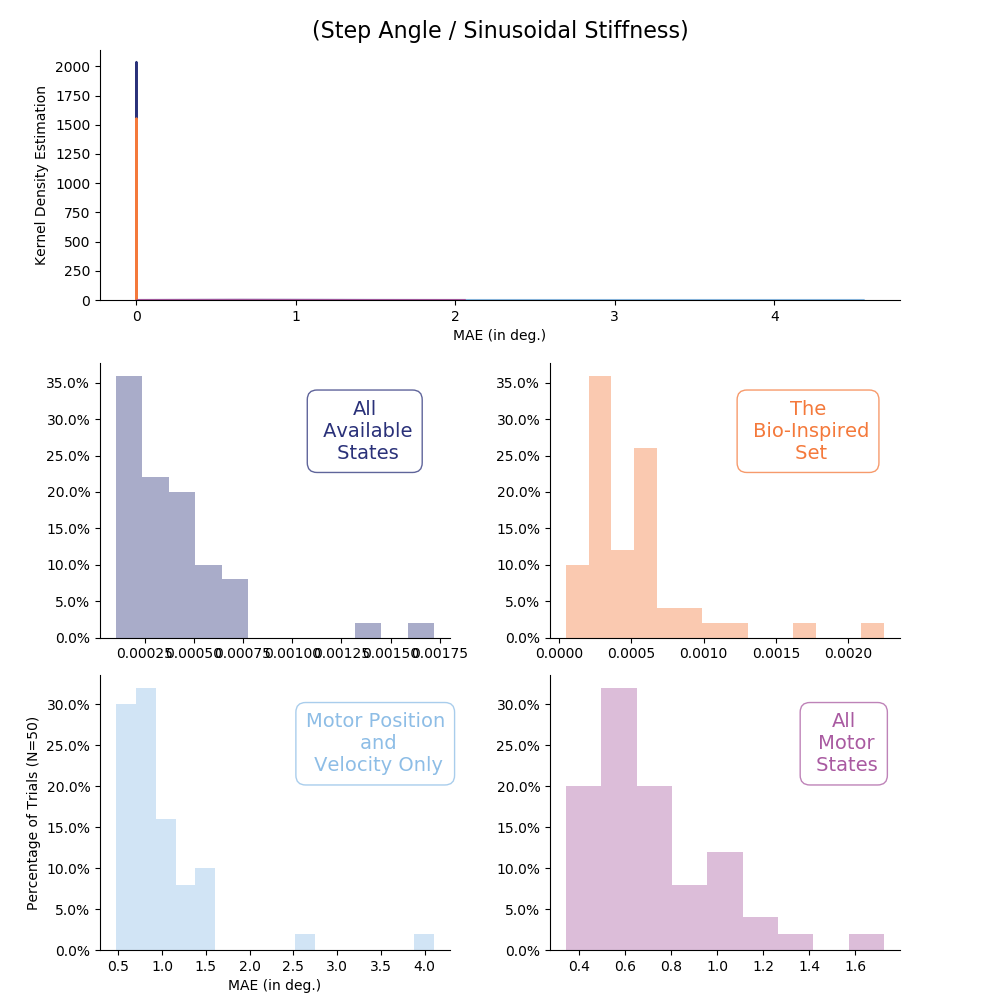 (Step Angle / Sinusoidal Stiffness)
Kernel Density Estimation
2000
1750
1500
1250
1000
750
500
250
0
0 1 2 3 4
MAE (in deg.)
35.0%
30.0%
25.0%
20.0%
15.0%
10.0%
5.0%
0.0%
All
Available
States
0.00025 0.00050 0.00075 0.00100 0.00125 0.00150 0.00175
35.0%
30.0%
25.0%
20.0%
15.0%
10.0%
5.0%
0.0%
The
Bio-Inspired
Set
0.0000 0.0005 0.0010 0.0015 0.0020
Percentage of Trials (N=50)
30.0%
25.0%
20.0%
15.0%
10.0%
5.0%
0.0%
Motor Position
and
Velocity Only
0.5 1.0 1.5 2.0 2.5 3.0 3.5 4.0
MAE (in deg.)
30.0%
25.0%
20.0%
15.0%
10.0%
5.0%
0.0%
All
Motor
States
0.4 0.6 0.8 1.0 1.2 1.4 1.6